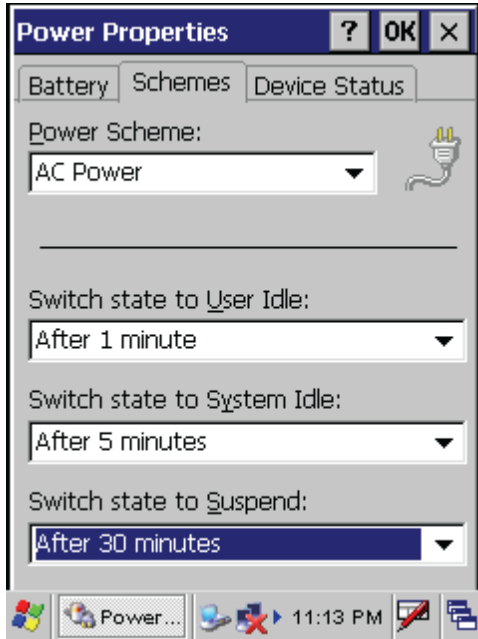 Power Properties ? OK ×
Battery Schemes Device Status
Power Scheme:
AC Power
Switch state to User Idle:
After 1 minute
Switch state to System Idle:
After 5 minutes
Switch state to Suspend:
After 30 minutes
Power... 11:13 PM